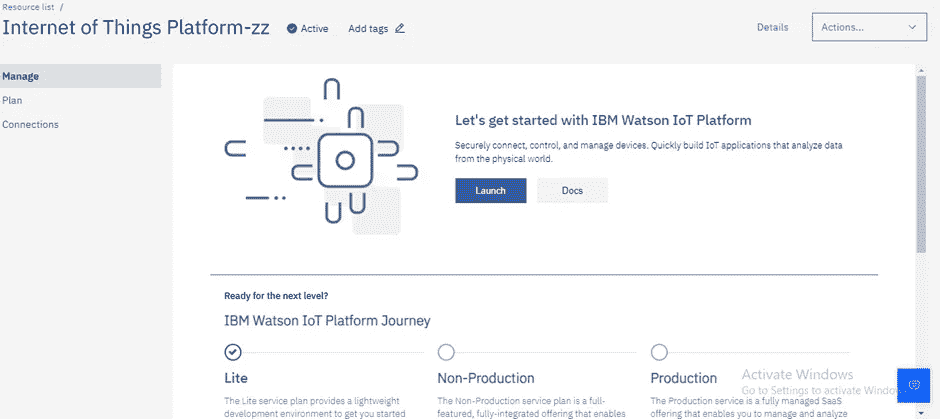 Resource list /
Internet of Things Platform-zz Active Add tags Details Actions...
Manage
Plan
Connections
Let's get started with IBM Watson IoT Platform
Securely connect, control, and manage devices. Quickly build IoT applications that analyze data
from the physical world.
Launch Docs
Ready for the next level?
IBM Watson IoT Platform Journey
Lite Non-Production Production
The Lite service plan provides a lightweight The Non-Production service plan is a full- The Production service is a fully managed SaaS
development environment to get you started featured, fully-integrated offering that enables offering that enables you to manage and analyze
Activate Windows
Go to Settings to activate Windows